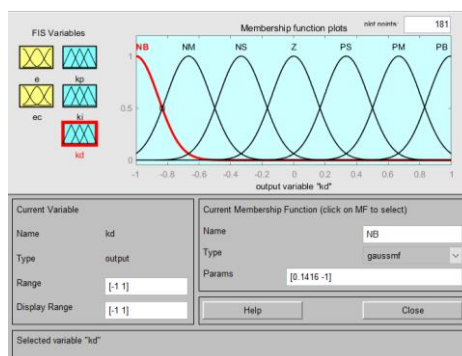 FIS Variables
Membership function plots
plot points:
181
e
kp
ec
ki
kd
NB NM NS Z PS PM PB
1
0.5
0
-1 -0.8 -0.6 -0.4 -0.2 0 0.2 0.4 0.6 0.8 1
output variable "kd"
Current Variable
Name kd
Type output
Range [-1 1]
Display Range [-1 1]
Current Membership Function (click on MF to select)
Name NB
Type gaussmf
Params [0.1416 -1]
Help Close
Selected variable "kd"